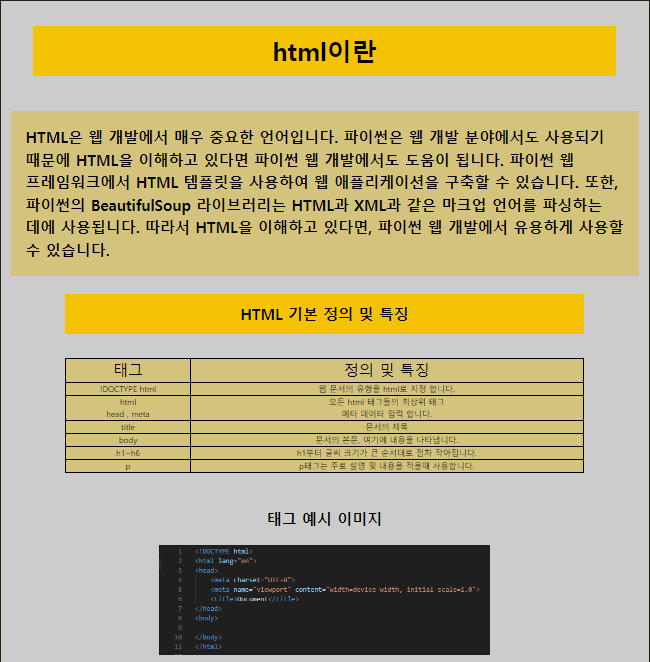 html이란
HTML은 웹 개발에서 매우 중요한 언어입니다. 파이썬은 웹 개발 분야에서도 사용되기
때문에 HTML을 이해하고 있다면 파이썬 웹 개발에서도 도움이 됩니다. 파이썬 웹
프레임워크에서 HTML 템플릿을 사용하여 웹 애플리케이션을 구축할 수 있습니다. 또한,
파이썬의 BeautifulSoup 라이브러리는 HTML과 XML과 같은 마크업 언어를 파싱하는
데에 사용됩니다. 따라서 HTML을 이해하고 있다면, 파이썬 웹 개발에서 유용하게 사용할
수 있습니다.
HTML 기본 정의 및 특징
태그 정의 및 특징
!DOCTYPE html 웹 문서의 유형을 html로 지정 합니다.
html 모든 html 태그들의 최상위 태그
head , meta 메타 데이터 입력 합니다.
title 문서의 제목
body 문서의 본문, 여기에 내용을 나타냅니다.
h1~h6 h1부터 글씨 크기가 큰 순서대로 점차 작아집니다.
p p태그는 주로 설명 및 내용을 적을때 사용합니다.
태그 예시 이미지
1 <!DOCTYPE html>
2 <html lang="en">
3 <head>
4 <meta charset="UTF-8">
5 <meta name="viewport" content="width=device-width, initial-scale=1.0">
6 <title>Document</title>
7 </head>
8 <body>
9
10 </body>
11 </html>